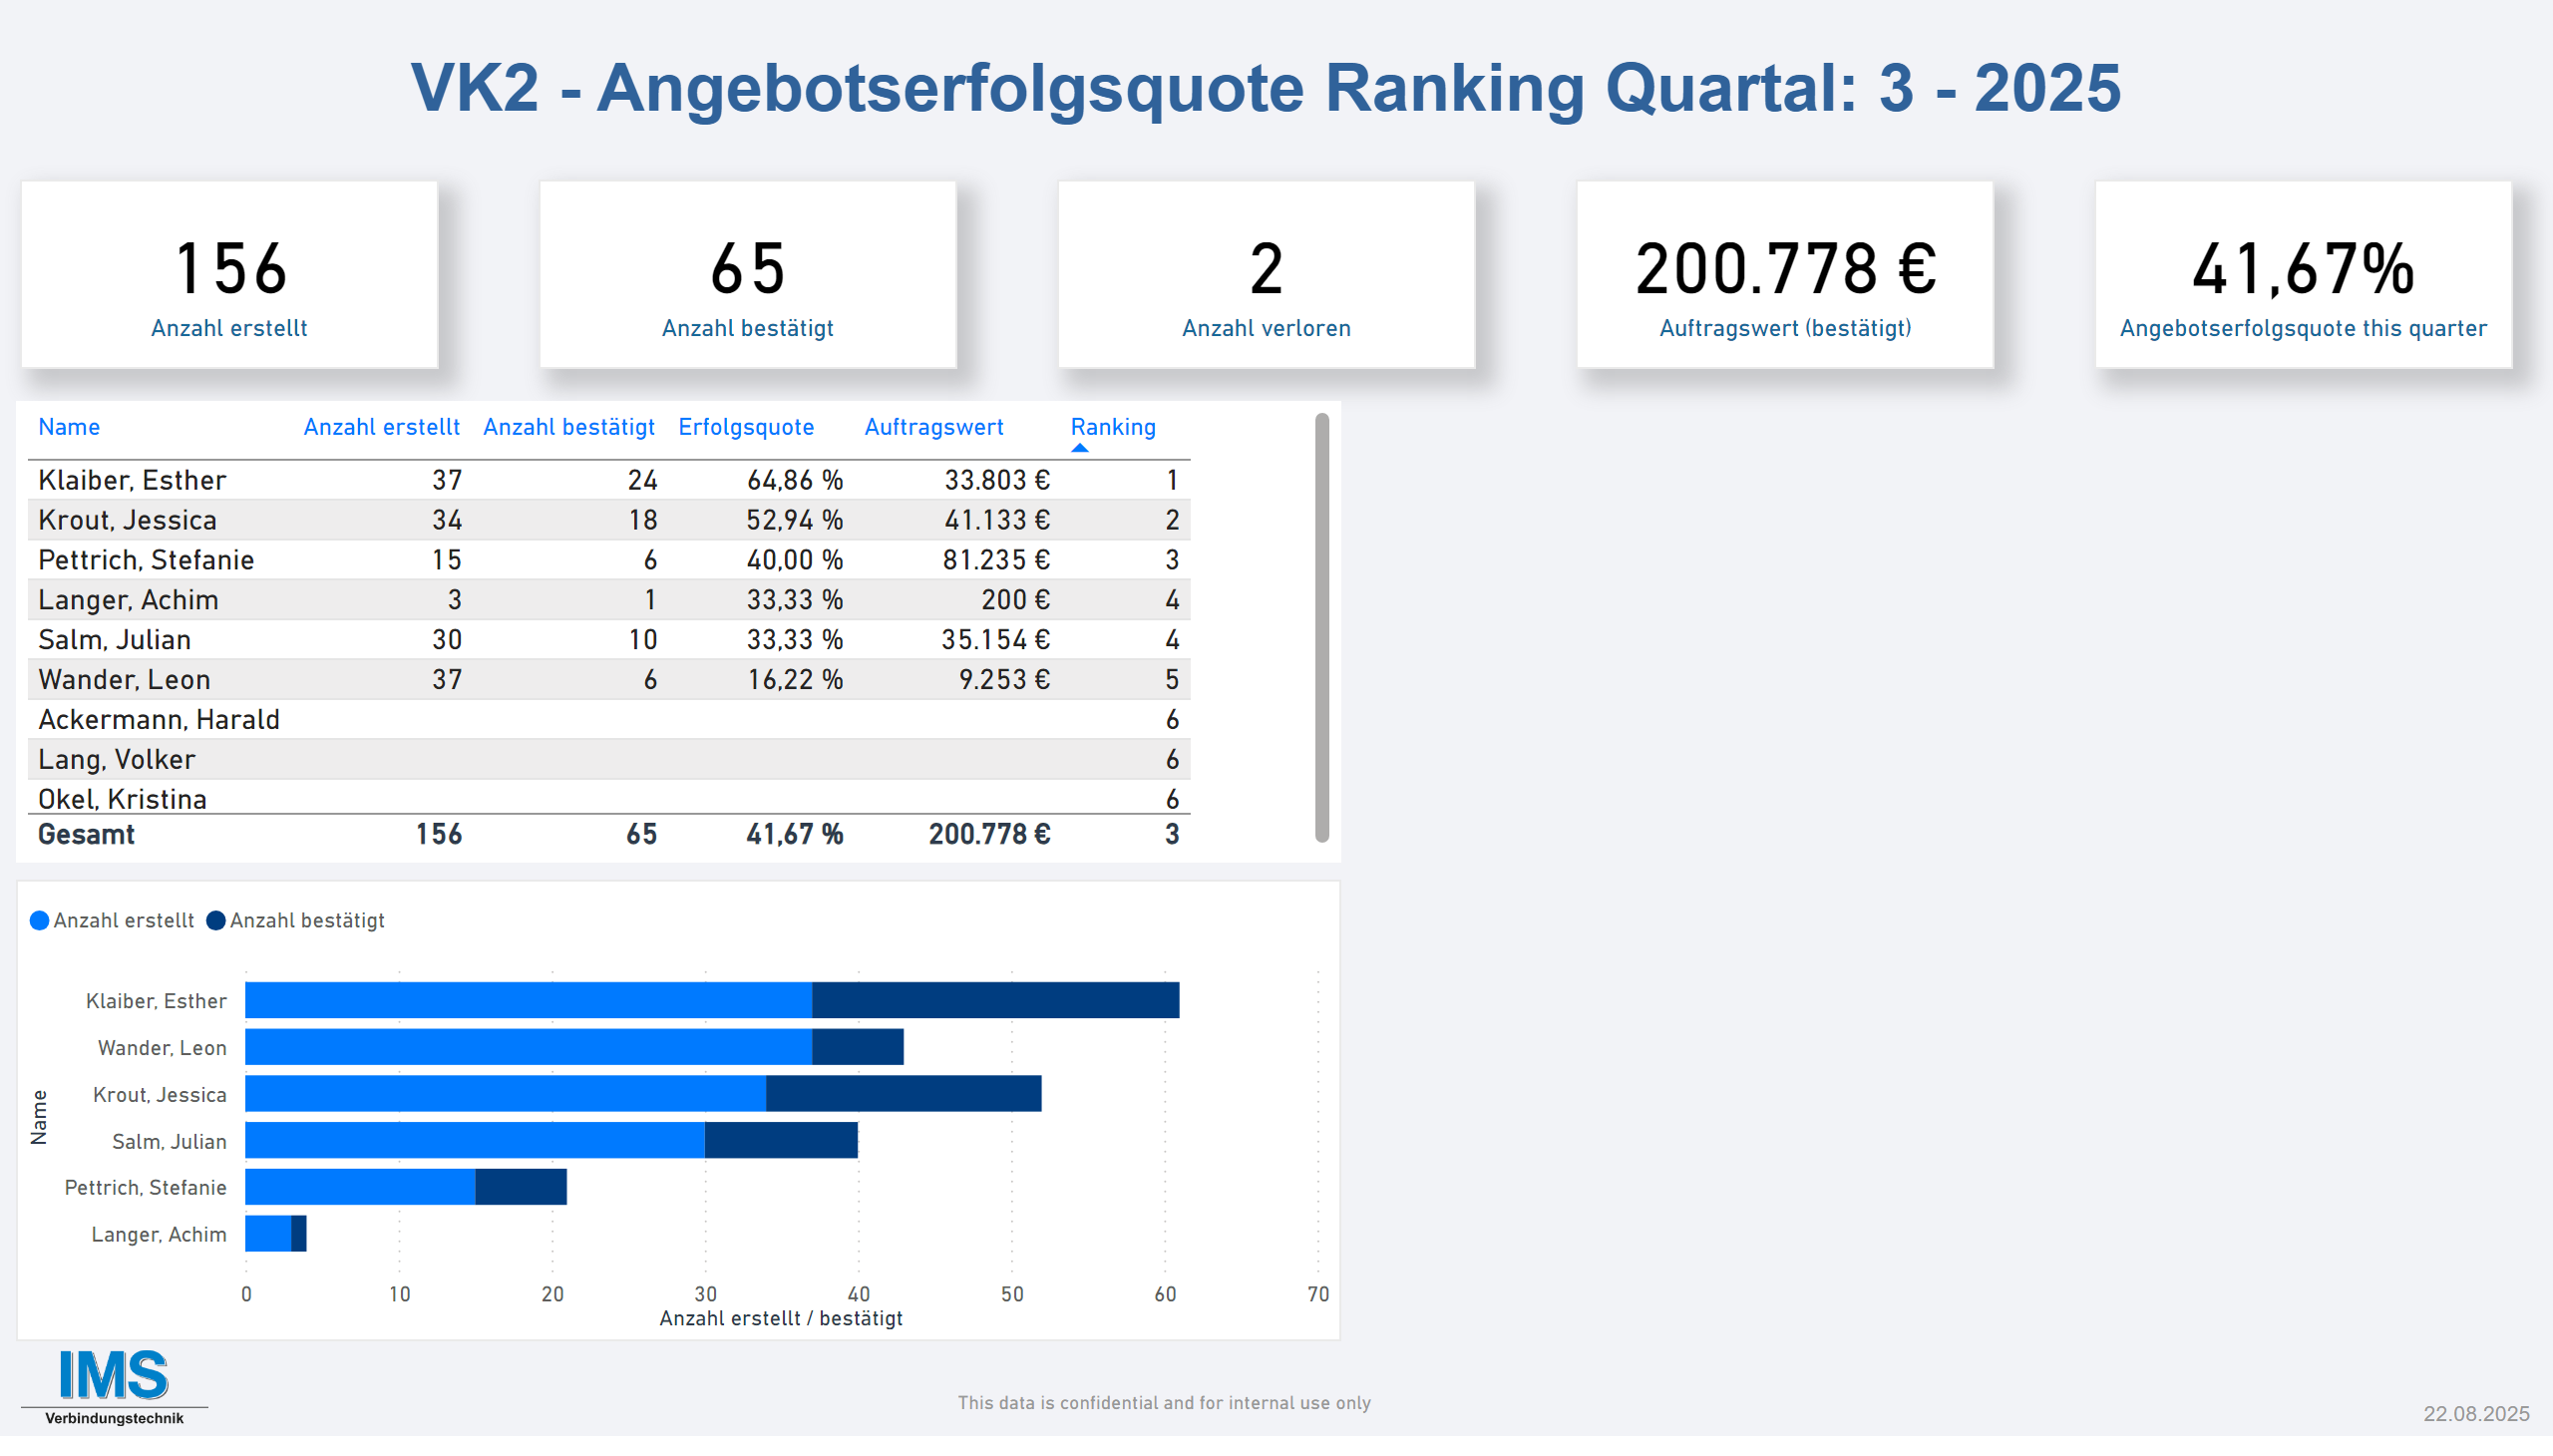 VK2 - Angebotserfolgsquote Ranking Quartal: 3 - 2025
156
Anzahl erstellt
65
Anzahl bestätigt
2
Anzahl verloren
200.778 €
Auftragswert (bestätigt)
41,67%
Angebotserfolgsquote this quarter
Name Anzahl erstellt Anzahl bestätigt Erfolgsquote Auftragswert Ranking
Klaiber, Esther 37 24 64,86 % 33.803 € 1
Krout, Jessica 34 18 52,94 % 41.133 € 2
Pettrich, Stefanie 15 6 40,00 % 81.235 € 3
Langer, Achim 3 1 33,33 % 200 € 4
Salm, Julian 30 10 33,33 % 35.154 € 4
Wander, Leon 37 6 16,22 % 9.253 € 5
Ackermann, Harald 6
Lang, Volker 6
Okel, Kristina 6
Gesamt 156 65 41,67 % 200.778 € 3
Anzahl erstellt Anzahl bestätigt
Name
Klaiber, Esther
Wander, Leon
Krout, Jessica
Salm, Julian
Pettrich, Stefanie
Langer, Achim
0 10 20 30 40 50 60 70
Anzahl erstellt / bestätigt
IMS
Verbindungstechnik
This data is confidential and for internal use only
22.08.2025